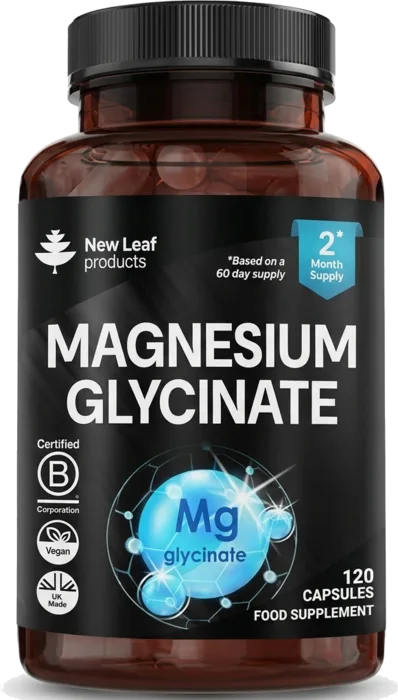 New Leaf
products
*Based on a
60 day supply
2*
Month
Supply
MAGNESIUM
GLYCINATE
Certified
B
Corporation
Vegan
UK
Made
Mg
glycinate
120
CAPSULES
FOOD SUPPLEMENT